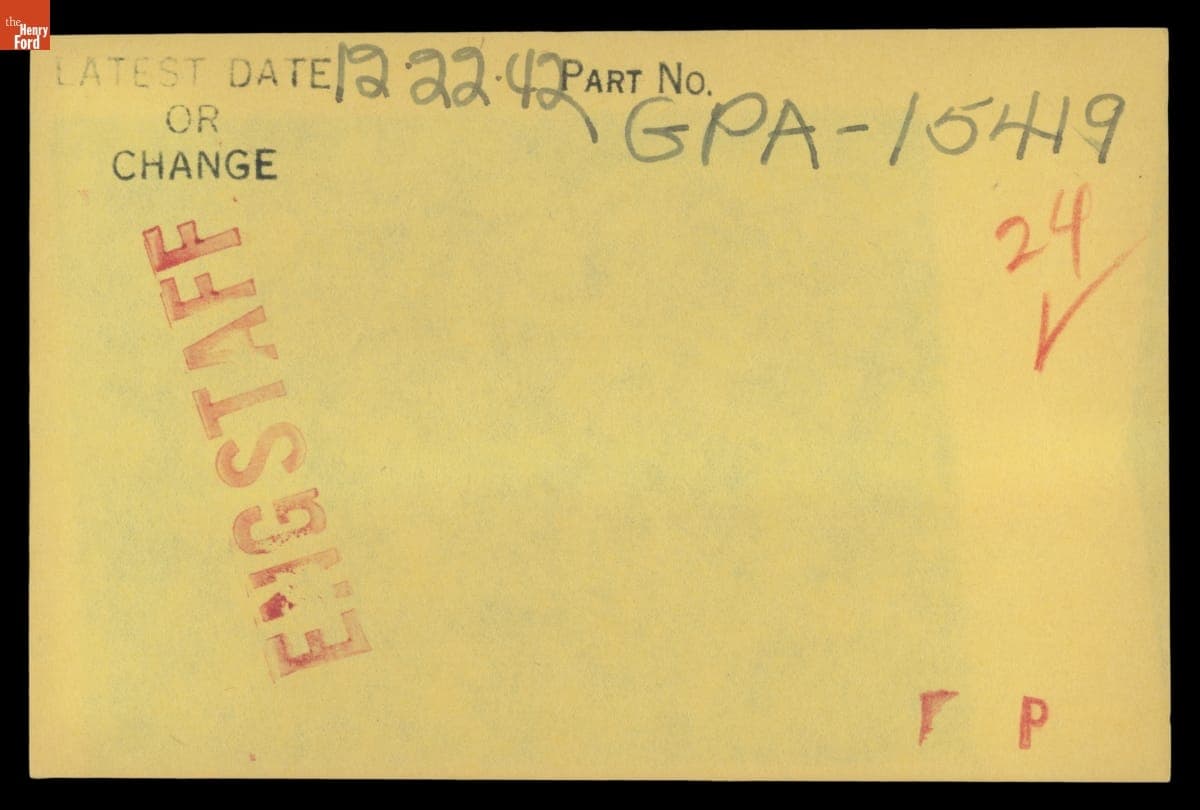 the
Henry
Ford
LATEST DATE 12·22·42 PART NO.
OR
CHANGE
GPA-15419
24
ENGSTAFF
P